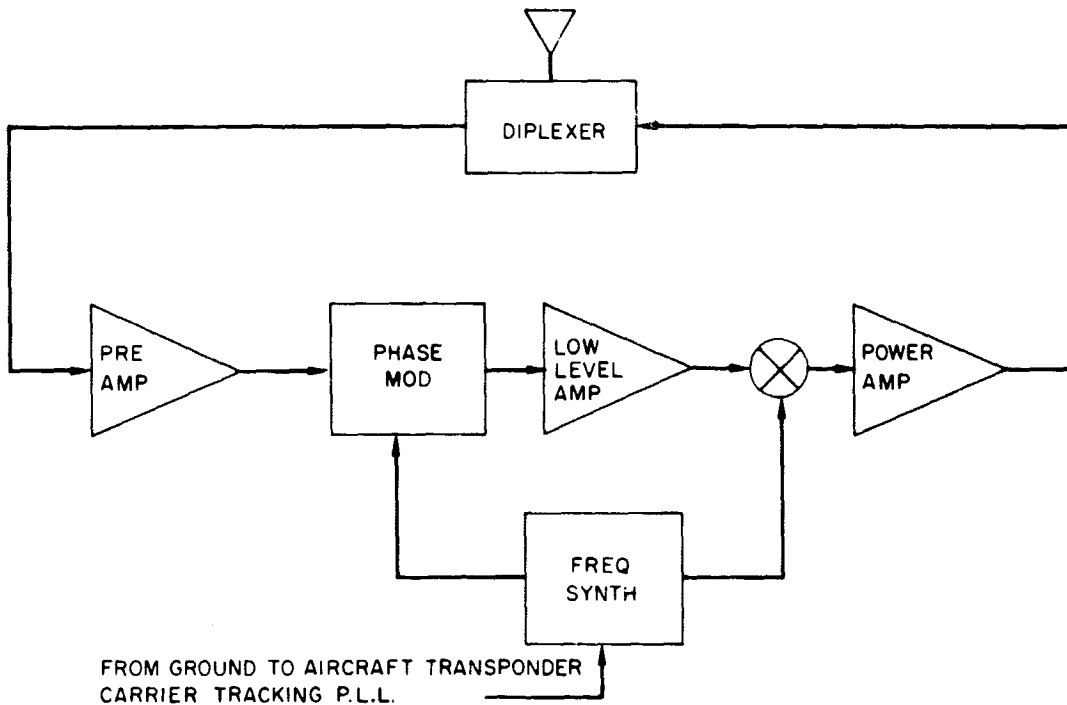 DIPLEXER
PRE
AMP
PHASE
MOD
LOW
LEVEL
AMP
POWER
AMP
FREQ
SYNTH
FROM GROUND TO AIRCRAFT TRANSPONDER
CARRIER TRACKING P.L.L.